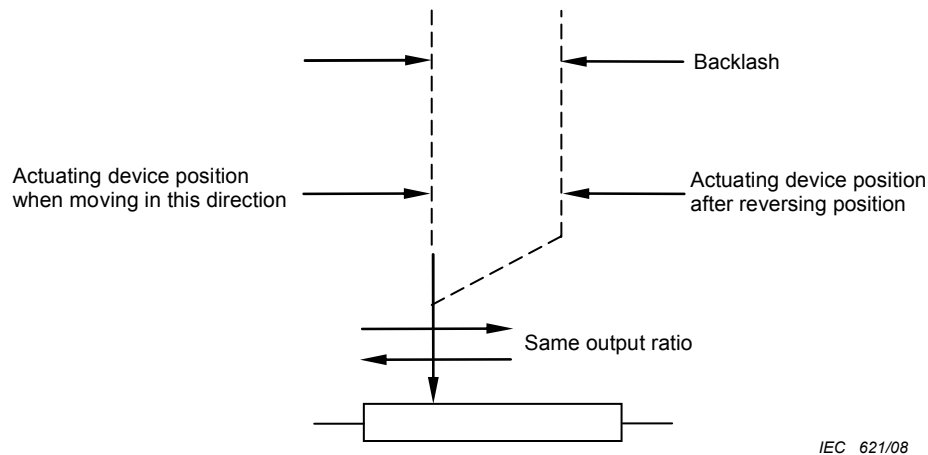 Backlash
Actuating device position
when moving in this direction
Actuating device position
after reversing position
Same output ratio
IEC 621/08